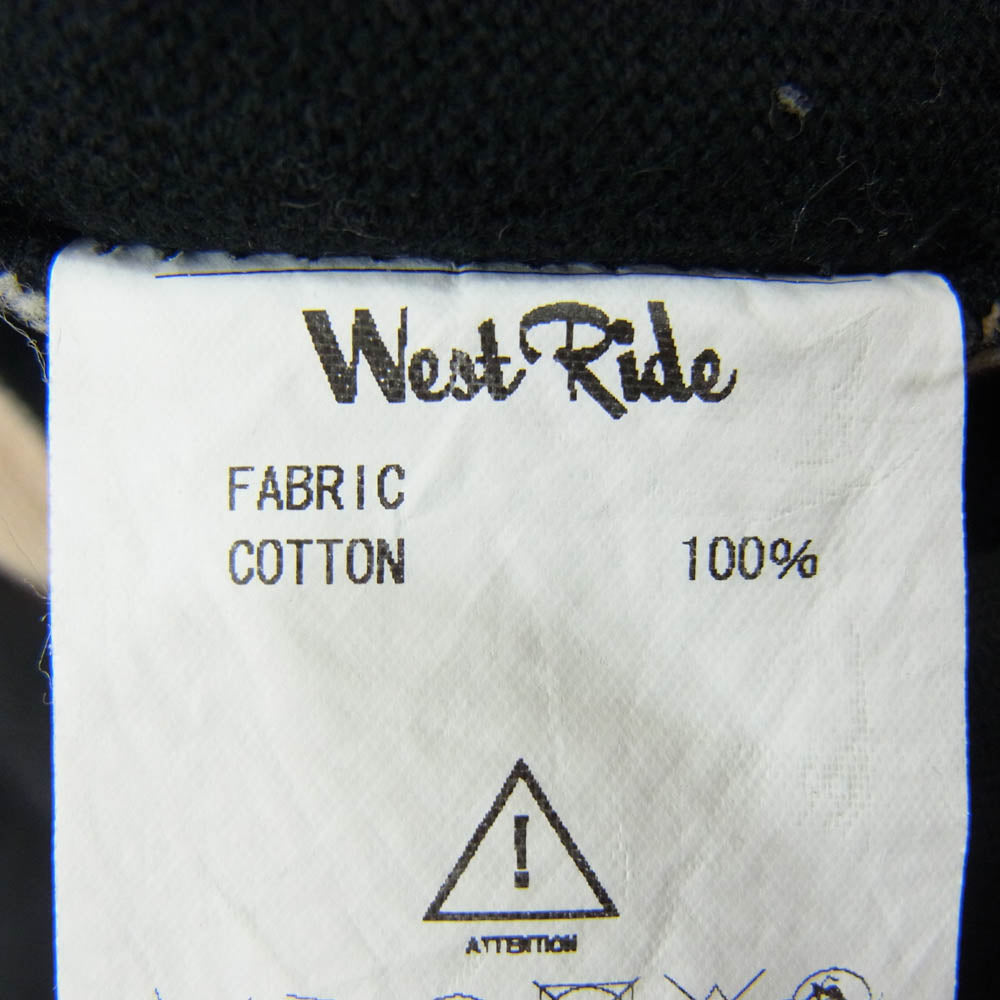 West Ride
FABRIC
COTTON 100%
!
ATTENTION